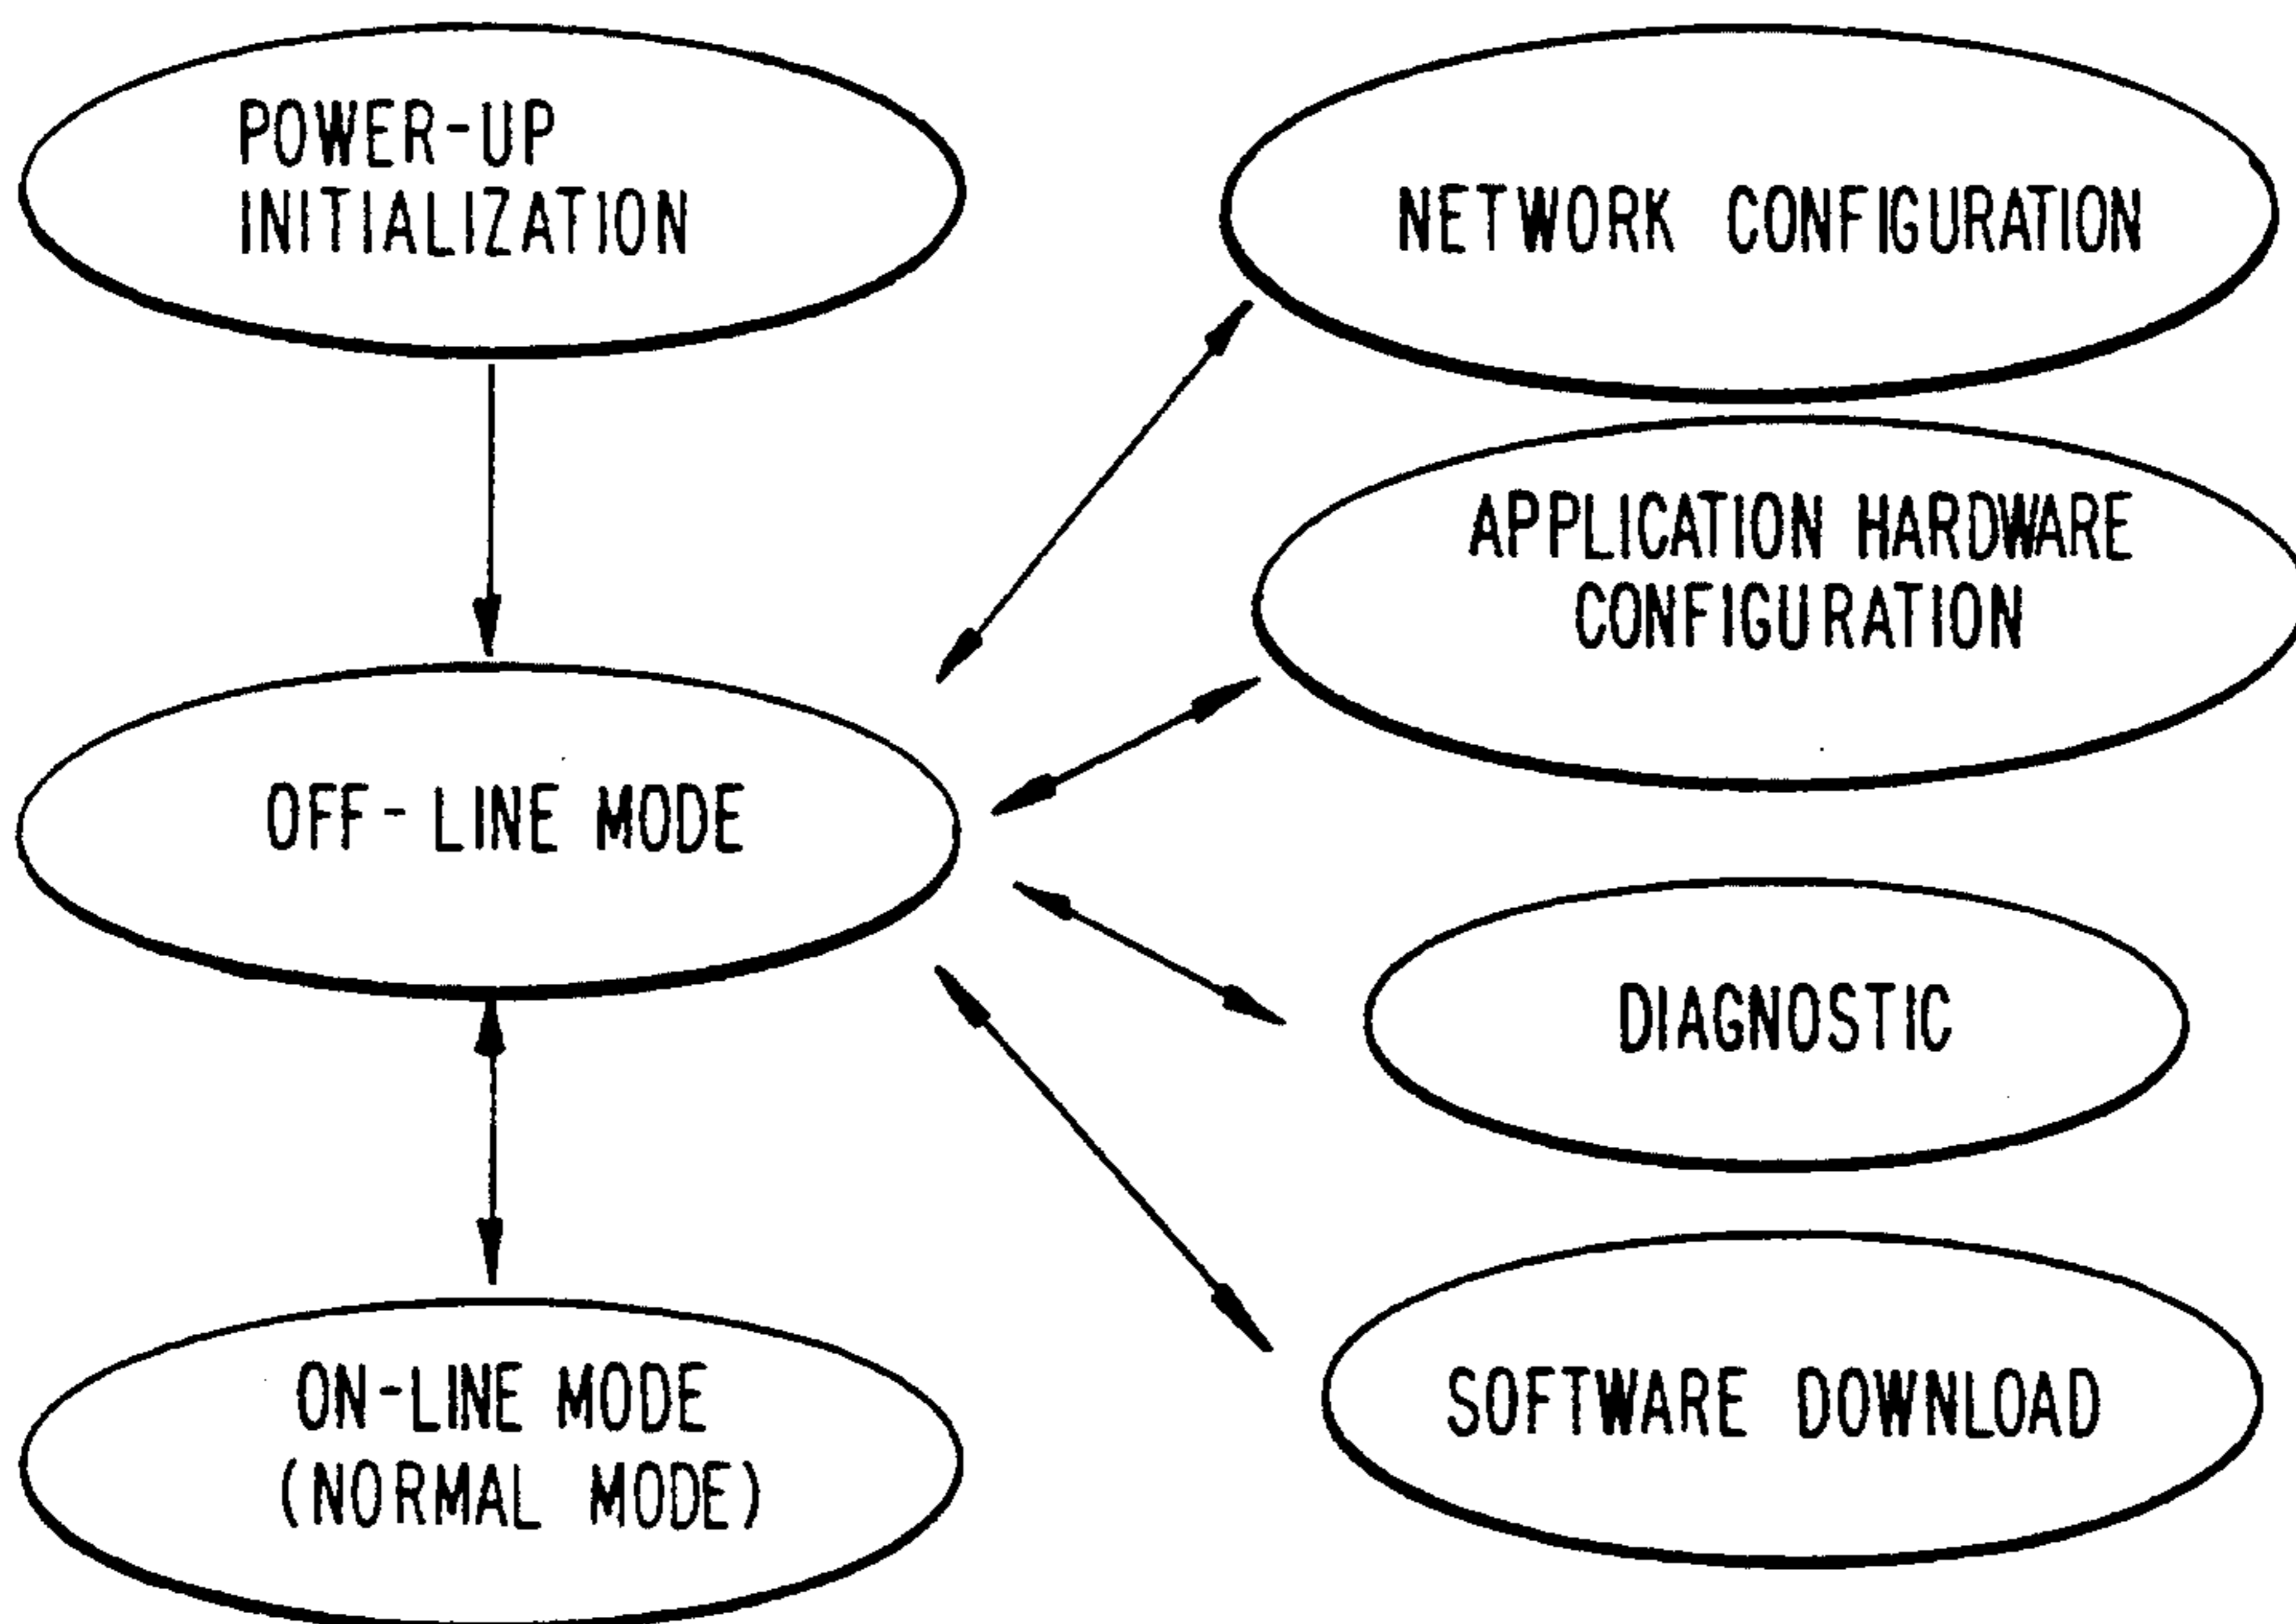 POWER-UP
INITIALIZATION
NETWORK CONFIGURATION
APPLICATION HARDWARE
CONFIGURATION
OFF-LINE MODE
DIAGNOSTIC
ON-LINE MODE
(NORMAL MODE)
SOFTWARE DOWNLOAD